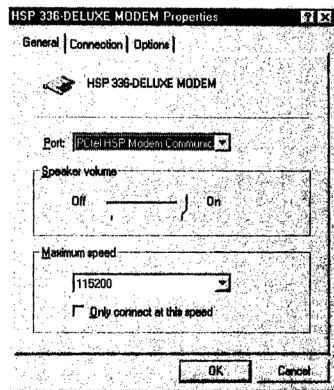 HSP 336-DELUXE MODEM Properties
General Connection Options
HSP 336-DELUXE MODEM
Port: PCtel HSP Modem Communic
Speaker volume
Off On
Maximum speed
115200
Only connect at this speed
OK Cancel